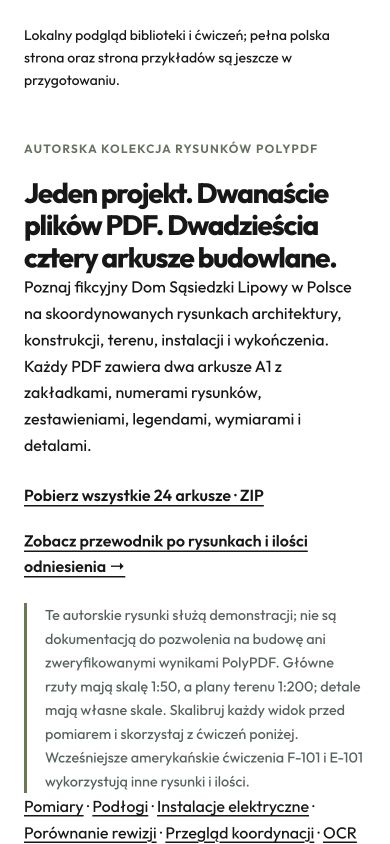 Lokalny podgląd biblioteki i ćwiczeń; pełna polska
strona oraz strona przykładów są jeszcze w
przygotowaniu.
AUTORSKA KOLEKCJA RYSUNKÓW POLYPDF
Jeden projekt. Dwanaście
plików PDF. Dwadzieścia
cztery arkusze budowlane.
Poznaj fikcyjny Dom Sąsiedzki Lipowy w Polsce
na skoordynowanych rysunkach architektury,
konstrukcji, terenu, instalacji i wykończenia.
Każdy PDF zawiera dwa arkusze A1 z
zakładkami, numerami rysunków,
zestawieniami, legendami, wymiarami i
detalami.
Pobierz wszystkie 24 arkusze · ZIP
Zobacz przewodnik po rysunkach i ilości
odniesienia →
Te autorskie rysunki służą demonstracji; nie są
dokumentacją do pozwolenia na budowę ani
zweryfikowanymi wynikami PolyPDF. Główne
rzuty mają skalę 1:50, a plany terenu 1:200; detale
mają własne skale. Skalibruj każdy widok przed
pomiarem i skorzystaj z ćwiczeń poniżej.
Wcześniejsze amerykańskie ćwiczenia F-101 i E-101
wykorzystują inne rysunki i ilości.
Pomiary · Podłogi · Instalacje elektryczne ·
Porównanie rewizji · Przegląd koordynacji · OCR